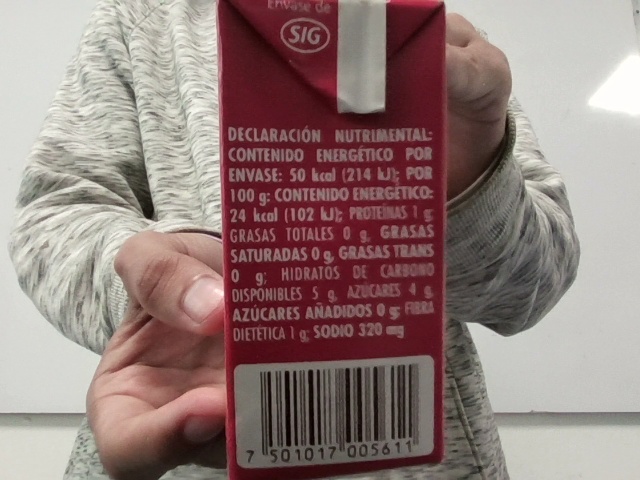 Envase de
SIG
DECLARACIÓN NUTRIMENTAL:
CONTENIDO ENERGÉTICO POR
ENVASE: 50 kcal (214 kJ); POR
100 g: CONTENIDO ENERGÉTICO:
24 kcal (102 kJ); PROTEÍNAS 1 g;
GRASAS TOTALES 0 g, GRASAS
SATURADAS 0 g, GRASAS TRANS
0 g; HIDRATOS DE CARBONO
DISPONIBLES 5 g, AZÚCARES 4 g,
AZÚCARES AÑADIDOS 0 g; FIBRA
DIETÉTICA 1 g; SODIO 320 mg
7 501017 005611